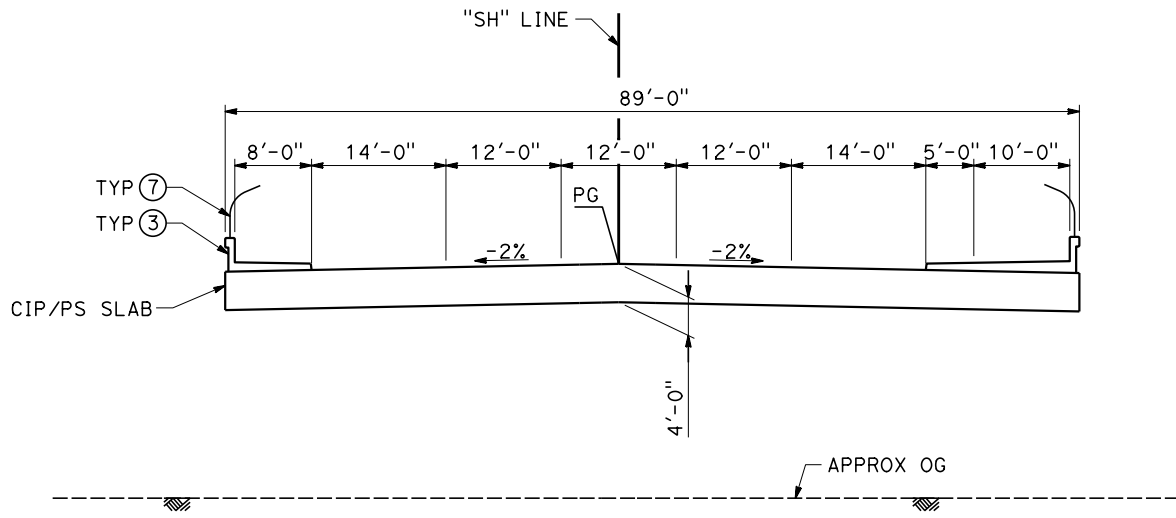 "SH" LINE
89'-0"
8'-0" 14'-0" 12'-0" 12'-0" 12'-0" 14'-0" 5'-0" 10'-0"
TYP 7
PG
TYP 3
-2% -2%
CIP/PS SLAB
4'-0"
APPROX OG